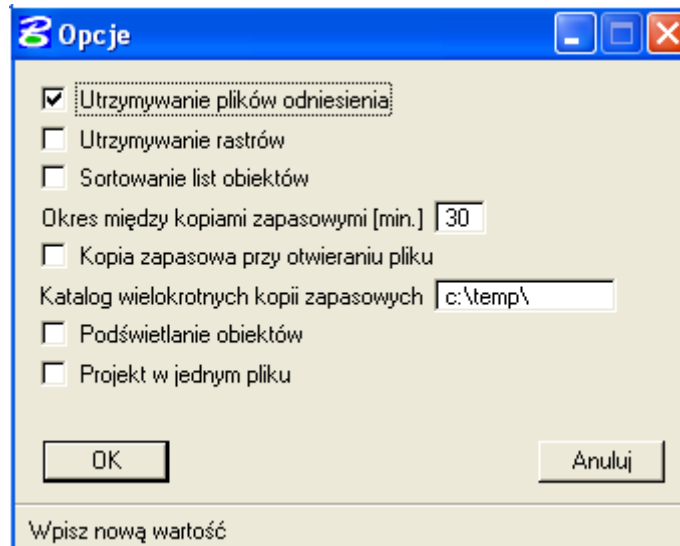 Opcje
Utrzymywanie plików odniesienia
Utrzymywanie rastrów
Sortowanie list obiektów
Okres między kopiami zapasowymi [min.] 30
Kopia zapasowa przy otwieraniu pliku
Katalog wielokrotnych kopii zapasowych c:\temp\
Podświetlanie obiektów
Projekt w jednym pliku
OK Anuluj
Wpisz nową wartość